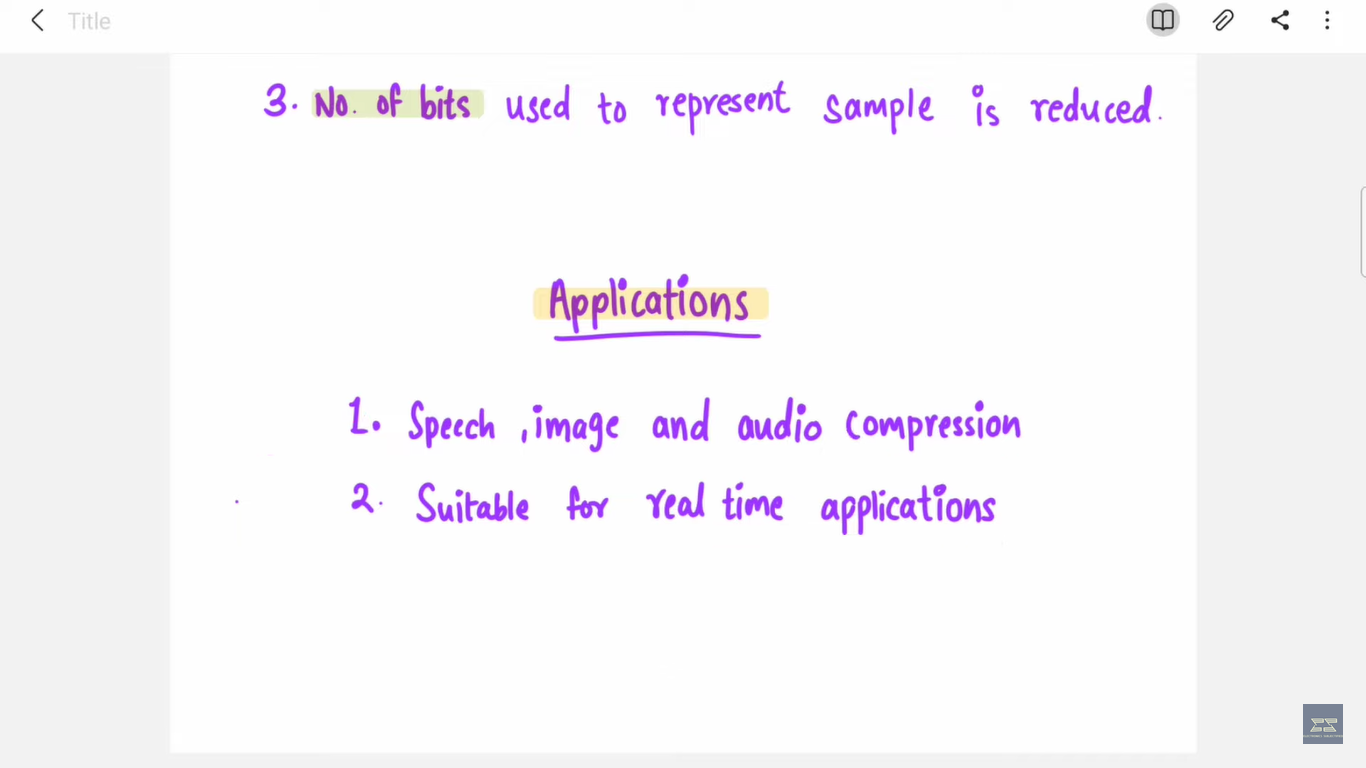 Title
3. No. of bits used to represent sample is reduced.
Applications
1. Speech, image and audio compression
2. Suitable for real time applications